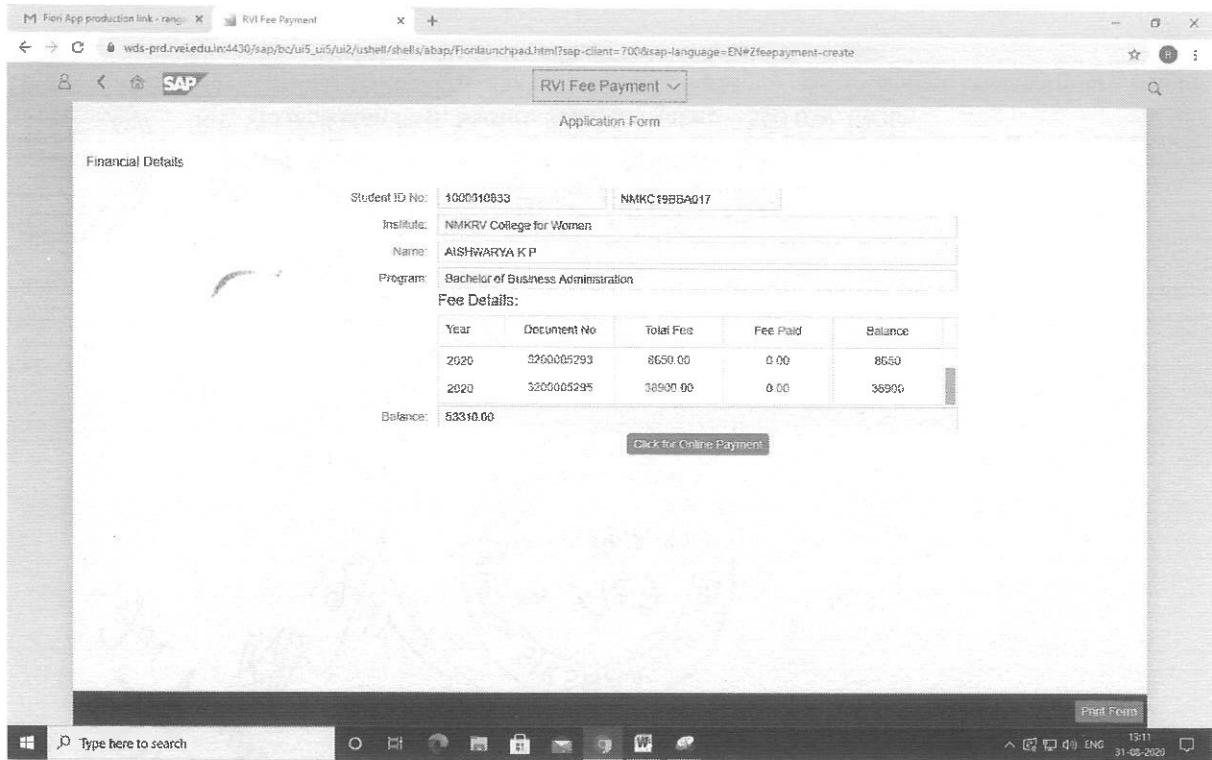 Fiori App production link - rang
RVI Fee Payment
wds-prd.rvei.edu.in:4430/sap/bc/ui5_ui5/ui2/ushell/shells/abap/Fiorilaunchpad.html?sap-client=700&sap-language=EN#Zfeepayment-create
SAP
RVI Fee Payment
Application Form
Financial Details
Student ID No: NMKC19BBA017
Institute: NMKRV College for Women
Name: AISHWARYA K P
Program: Bachelor of Business Administration
Fee Details:
Year Document No Total Fee Fee Paid Balance
2020 3200005293 8650.00 0.00 8650
2020 3200005295 38900.00 0.00 38900
Balance: 53310.00
Click for Online Payment
Print Form
Type here to search
ENG
13:11
31-08-2020